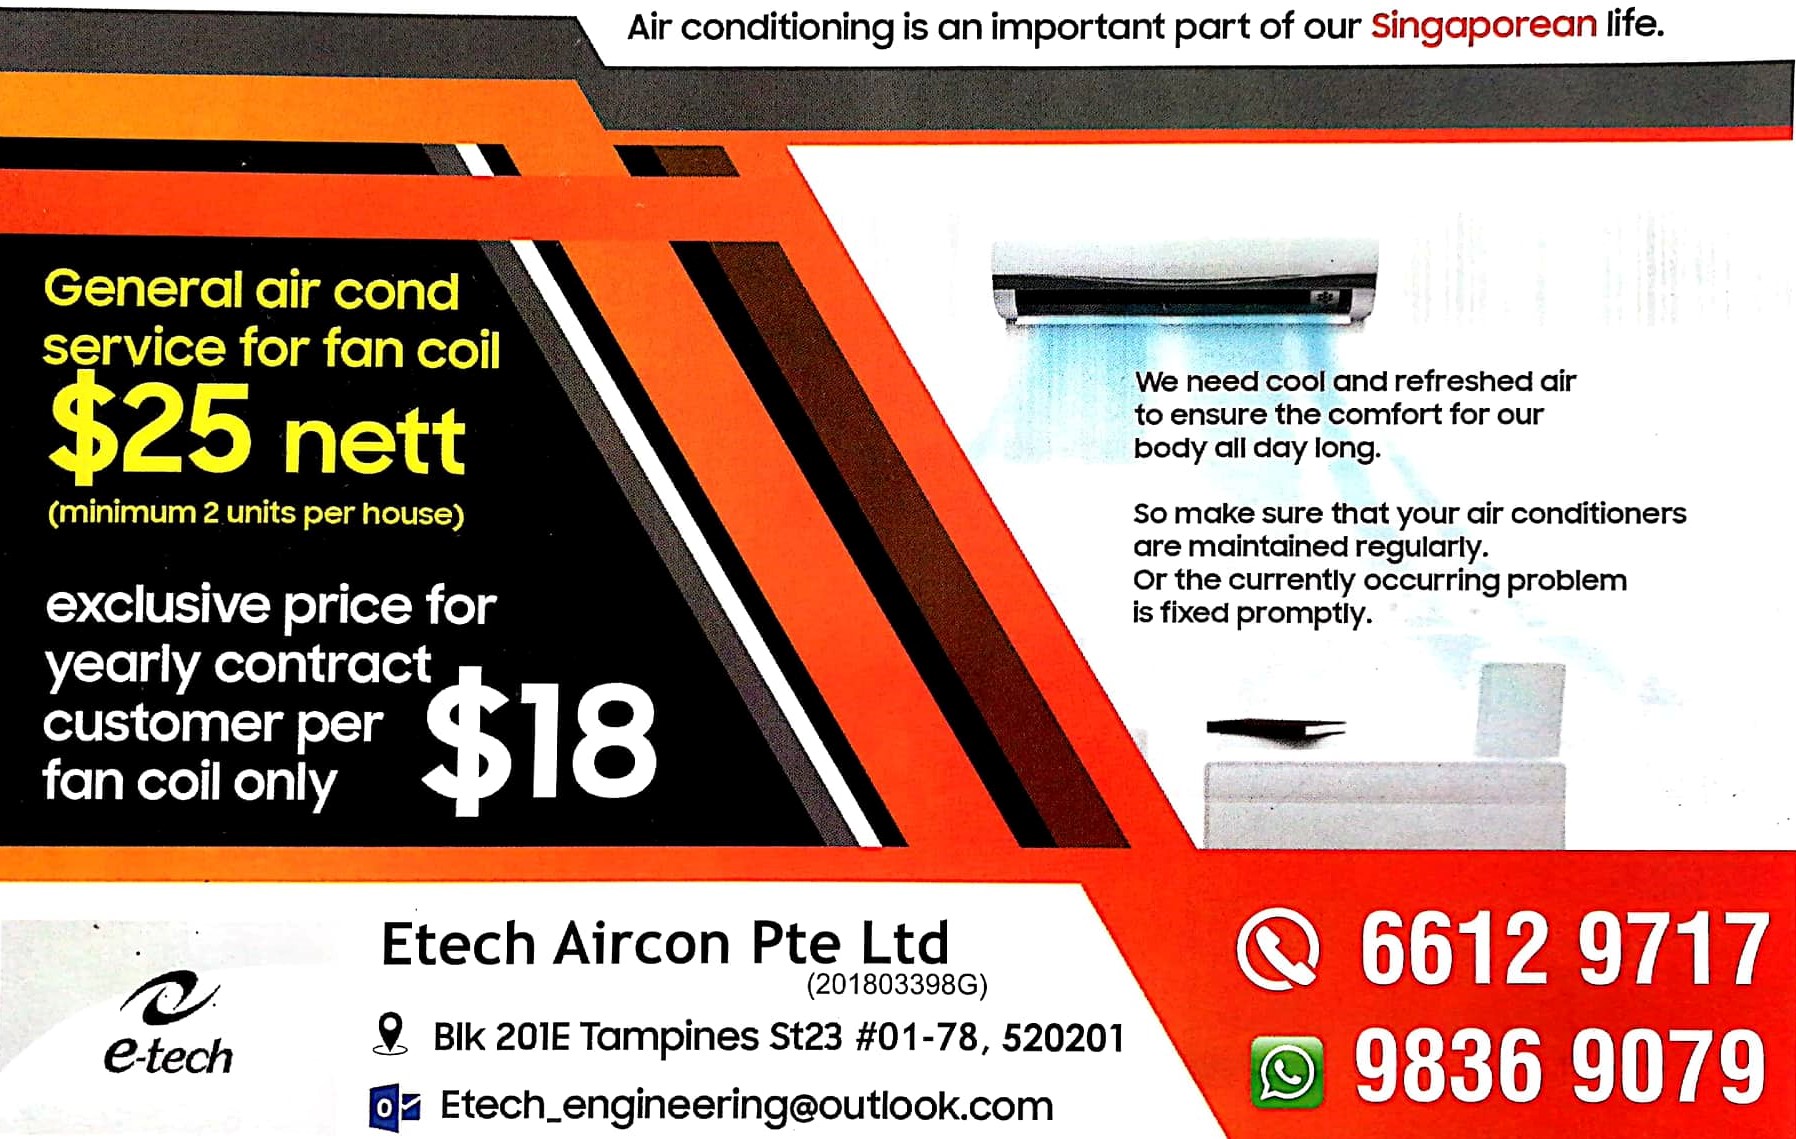 Air conditioning is an important part of our Singaporean life.
General air cond
service for fan coil
$25 nett
(minimum 2 units per house)
exclusive price for
yearly contract
customer per
fan coil only
$18
We need cool and refreshed air
to ensure the comfort for our
body all day long.
So make sure that your air conditioners
are maintained regularly.
Or the currently occurring problem
is fixed promptly.
e-tech
Etech Aircon Pte Ltd
(201803398G)
Blk 201E Tampines St23 #01-78, 520201
Etech_engineering@outlook.com
6612 9717
9836 9079